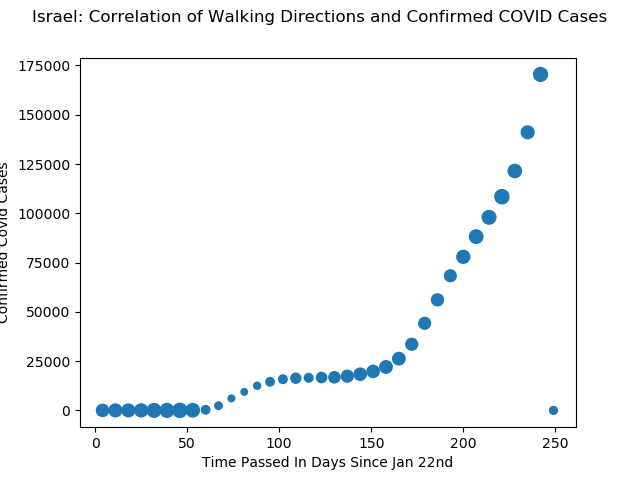 Israel: Correlation of Walking Directions and Confirmed COVID Cases
175000
150000
125000
100000
75000
50000
25000
0
Confirmed Covid Cases
0 50 100 150 200 250
Time Passed In Days Since Jan 22nd